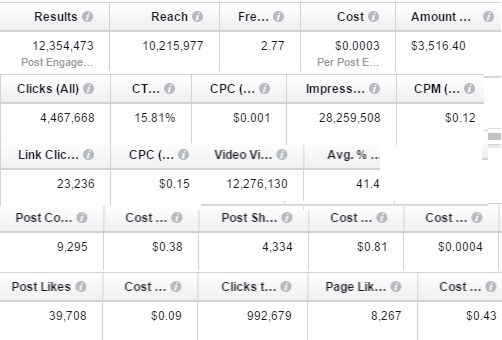 Results Reach Fre... Cost Amount ...
12,354,473 10,215,977 2.77 $0.0003 $3,516.40
Post Engage... Per Post E...
Clicks (All) CT... CPC (... Impress... CPM (...
4,467,668 15.81% $0.001 28,259,508 $0.12
Link Clic... CPC (... Video Vi... Avg. % ...
23,236 $0.15 12,276,130 41.4
Post Co... Cost ... Post Sh... Cost ... Cost ...
9,295 $0.38 4,334 $0.81 $0.0004
Post Likes Cost ... Clicks t... Page Lik... Cost ...
39,708 $0.09 992,679 8,267 $0.43